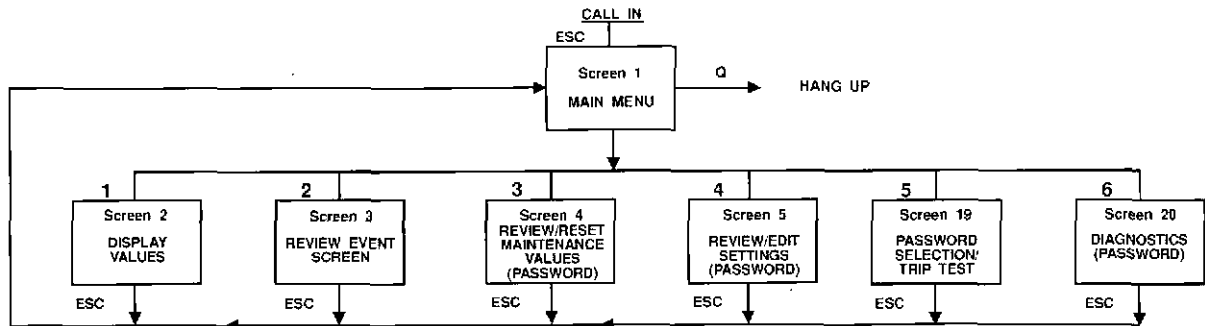 CALL IN
ESC
Screen 1
MAIN MENU
Q
HANG UP
1
Screen 2
DISPLAY
VALUES
ESC
2
Screen 3
REVIEW EVENT
SCREEN
ESC
3
Screen 4
REVIEW/RESET
MAINTENANCE
VALUES
(PASSWORD)
ESC
4
Screen 5
REVIEW/EDIT
SETTINGS
(PASSWORD)
ESC
5
Screen 19
PASSWORD
SELECTION/
TRIP TEST
ESC
6
Screen 20
DIAGNOSTICS
(PASSWORD)
ESC